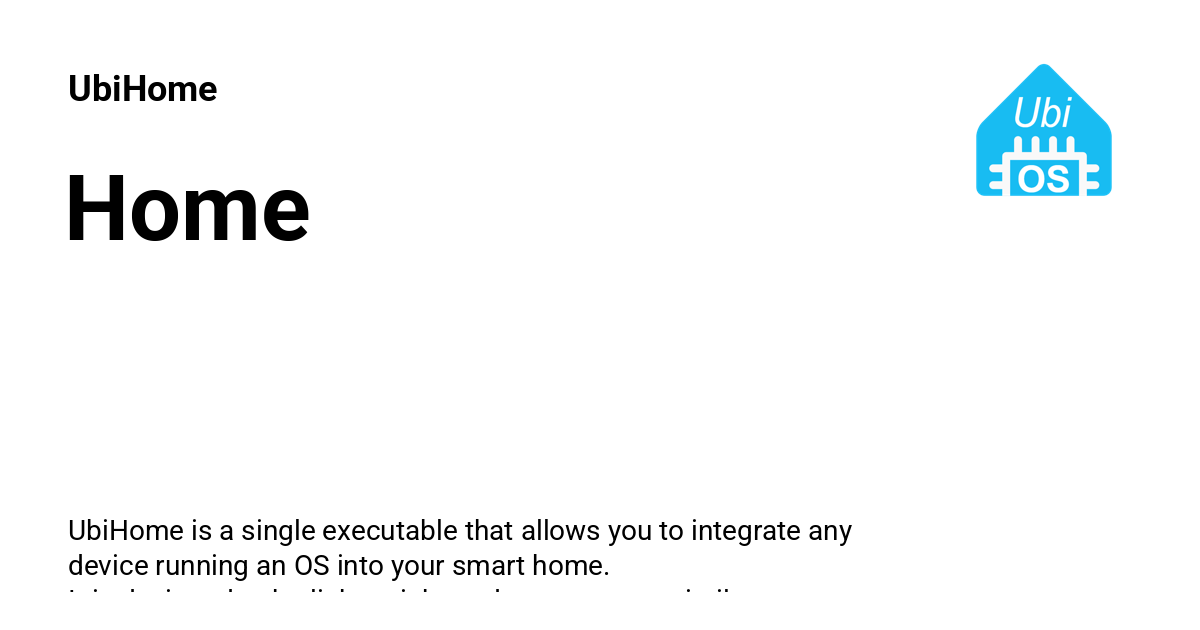 UbiHome
Ubi
OS
Home
UbiHome is a single executable that allows you to integrate any
device running an OS into your smart home.